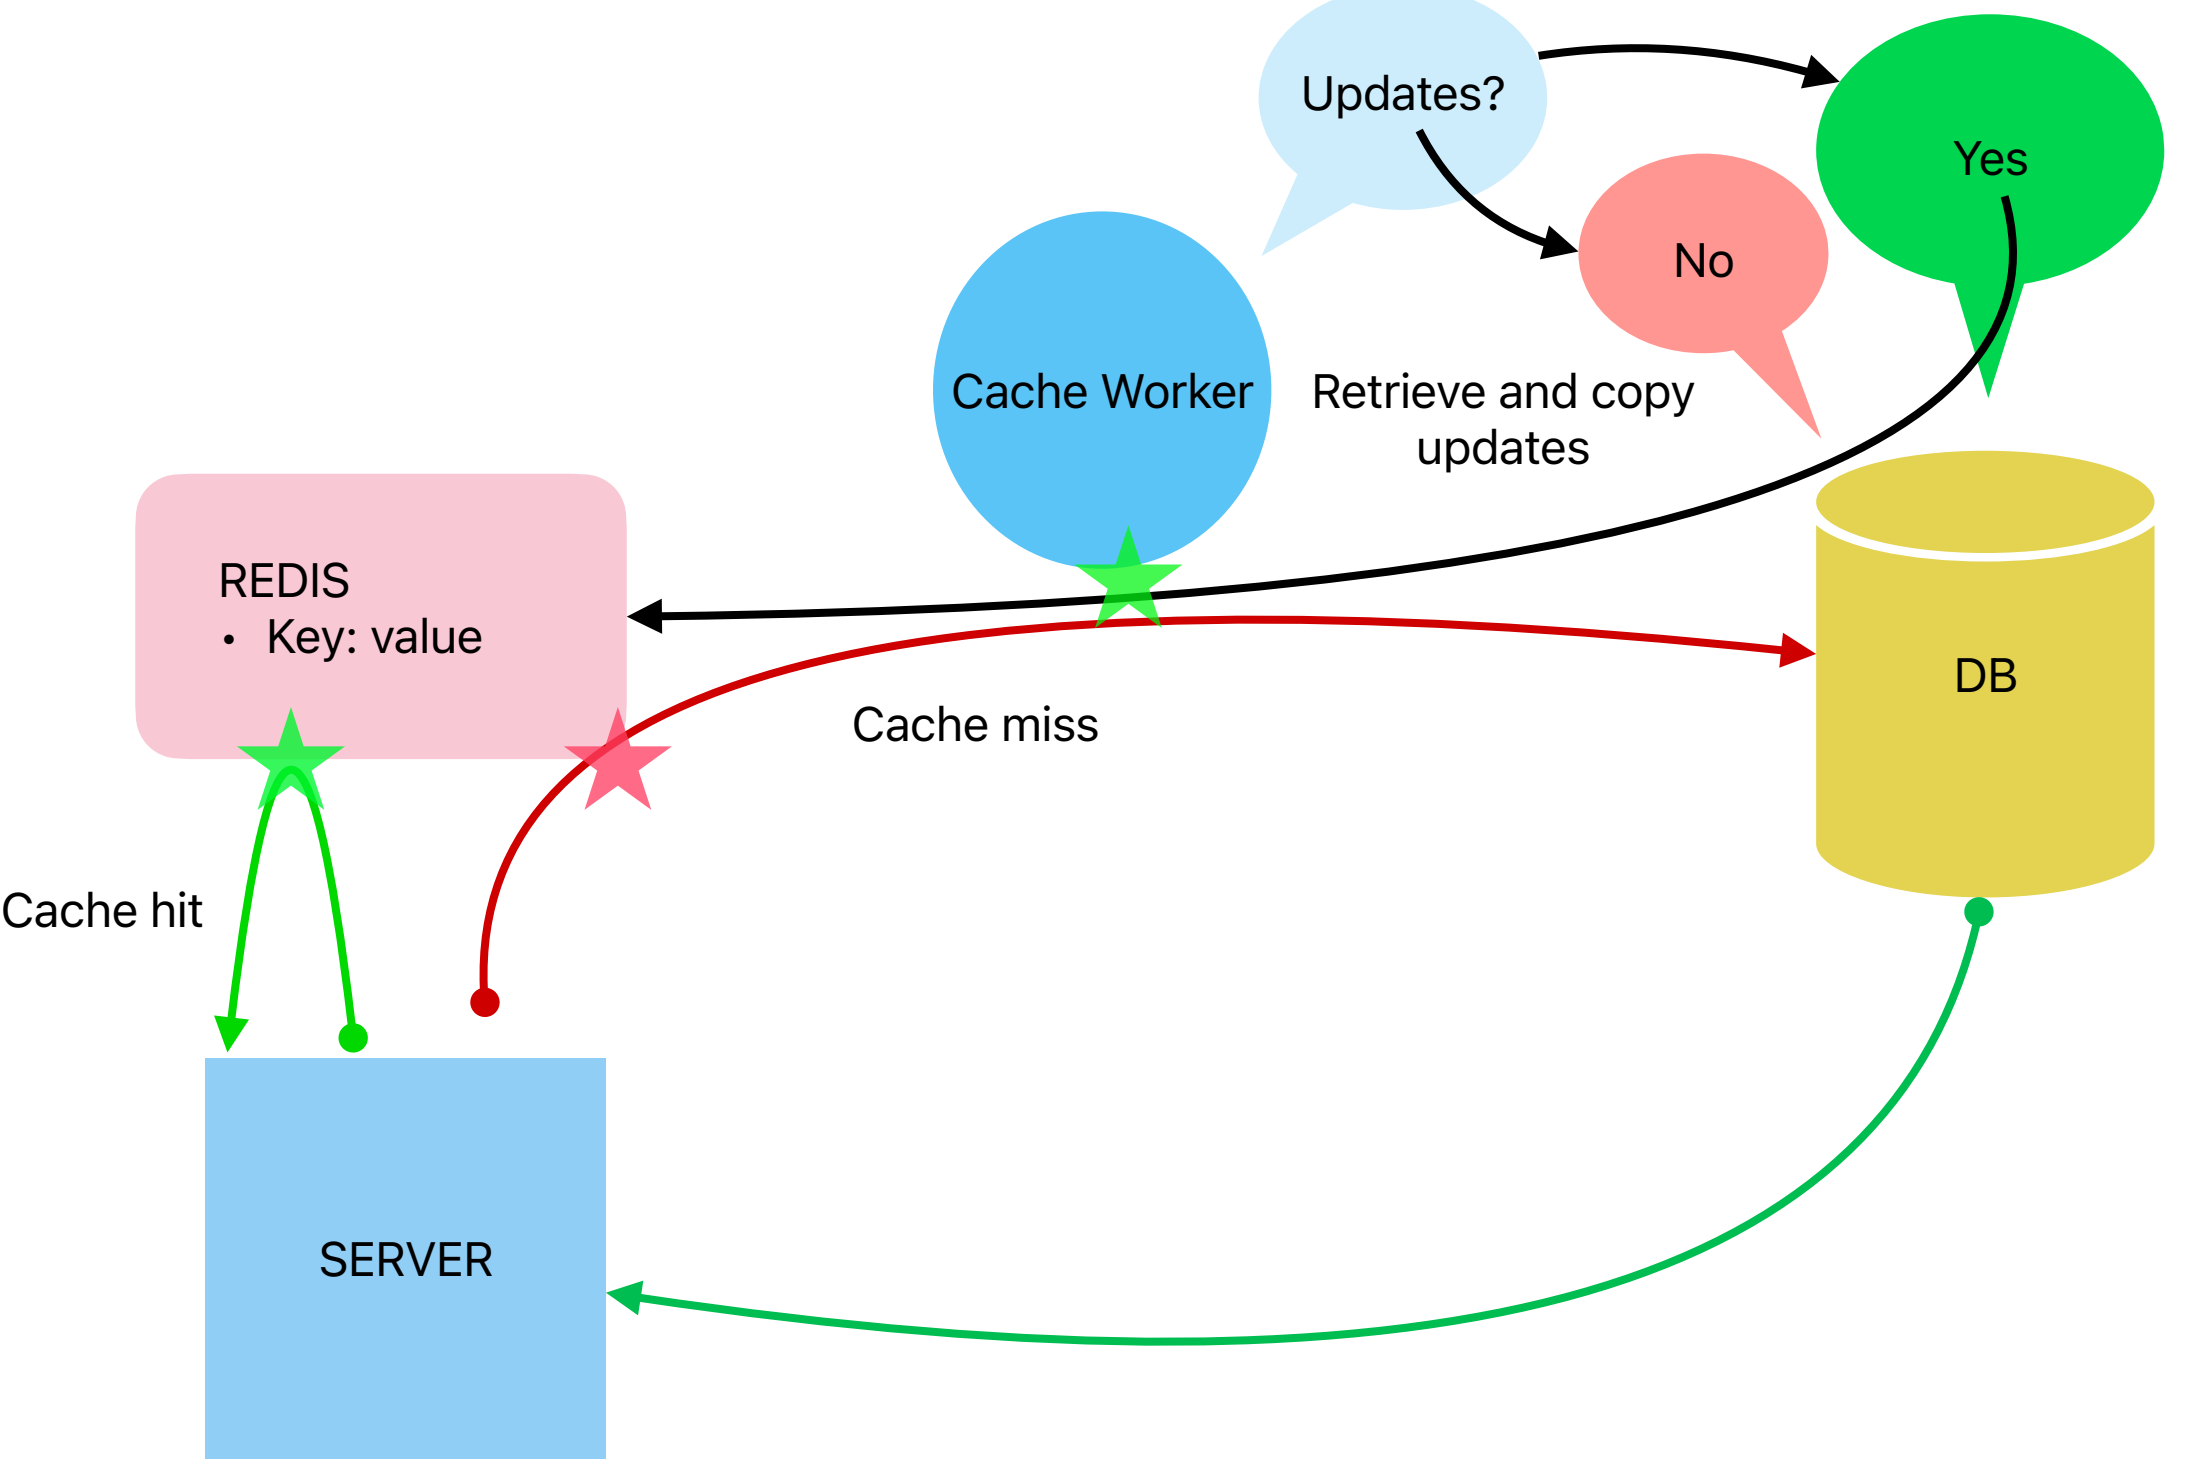 Updates?
Yes
No
Cache Worker
Retrieve and copy
updates
REDIS
• Key: value
DB
Cache miss
Cache hit
SERVER